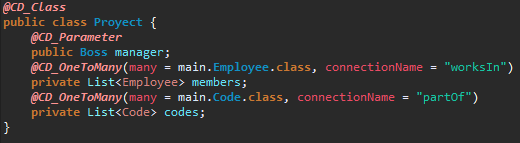 @CD_Class
public class Proyect {
@CD_Parameter
public Boss manager;
@CD_OneToMany(many = main.Employee.class, connectionName = "worksIn")
private List<Employee> members;
@CD_OneToMany(many = main.Code.class, connectionName = "partOf")
private List<Code> codes;
}